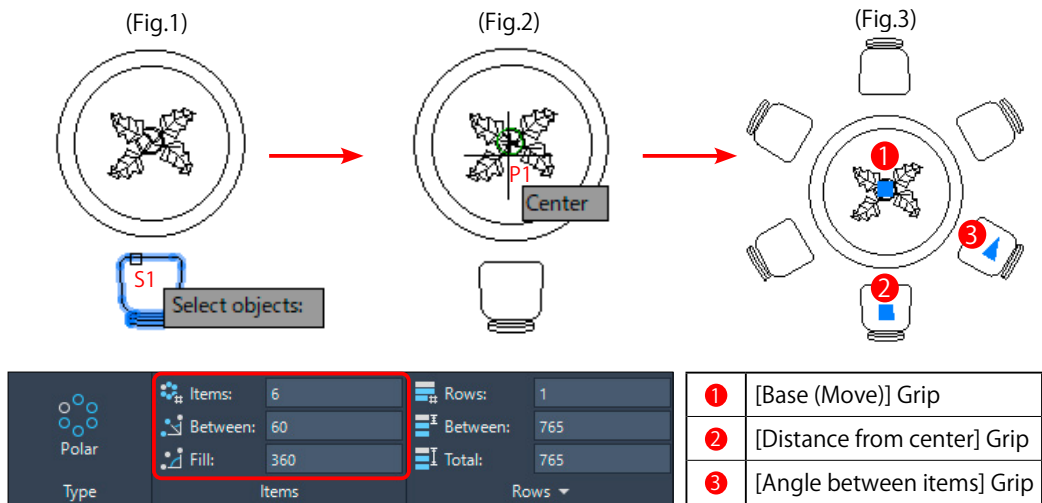 (Fig.1)
(Fig.2)
(Fig.3)
S1
Select objects:
P1
Center
1
3
2
Items: 6
Between: 60
Fill: 360
Rows: 1
Between: 765
Total: 765
Polar
Type
Items
Rows
1 [Base (Move)] Grip
2 [Distance from center] Grip
3 [Angle between items] Grip